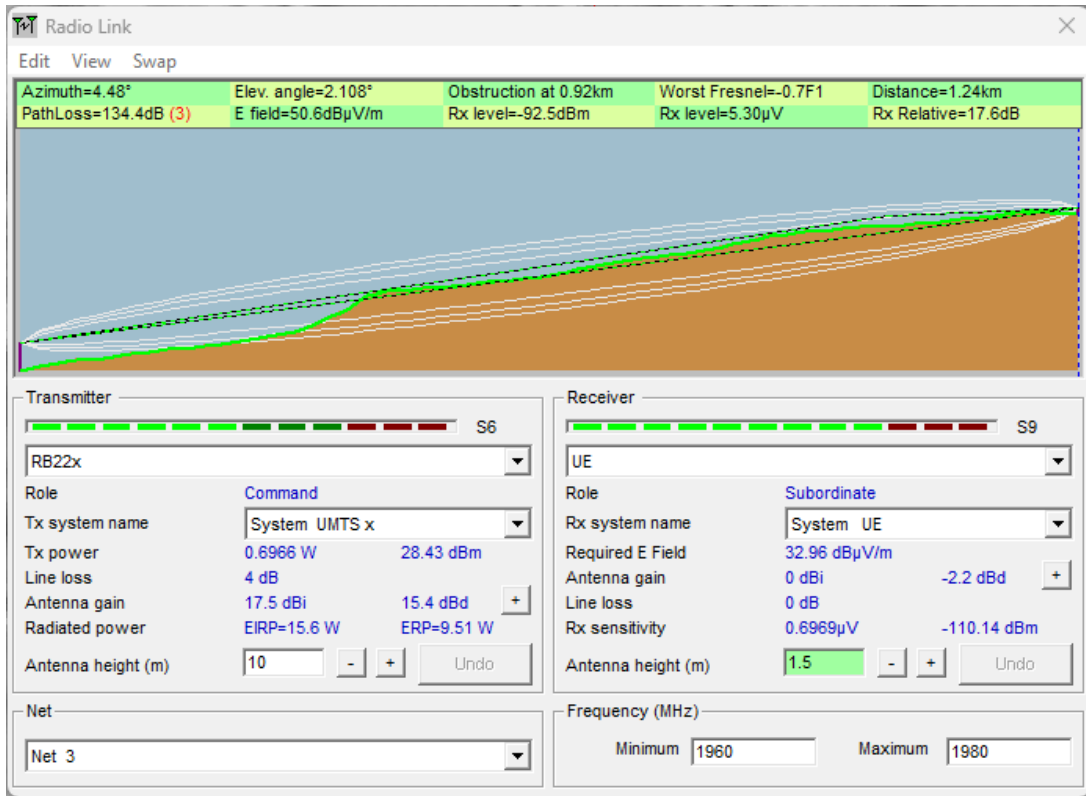 Radio Link
Edit View Swap
Azimuth=4.48° Elev. angle=2.108° Obstruction at 0.92km Worst Fresnel=-0.7F1 Distance=1.24km
PathLoss=134.4dB (3) E field=50.6dBµV/m Rx level=-92.5dBm Rx level=5.30µV Rx Relative=17.6dB
Transmitter
S6
RB22x
Role Command
Tx system name System UMTS x
Tx power 0.6966 W 28.43 dBm
Line loss 4 dB
Antenna gain 17.5 dBi 15.4 dBd +
Radiated power EIRP=15.6 W ERP=9.51 W
Antenna height (m) 10 - + Undo
Receiver
S9
UE
Role Subordinate
Rx system name System UE
Required E Field 32.96 dBµV/m
Antenna gain 0 dBi -2.2 dBd +
Line loss 0 dB
Rx sensitivity 0.6969µV -110.14 dBm
Antenna height (m) 1.5 - + Undo
Net
Net 3
Frequency (MHz)
Minimum 1960 Maximum 1980